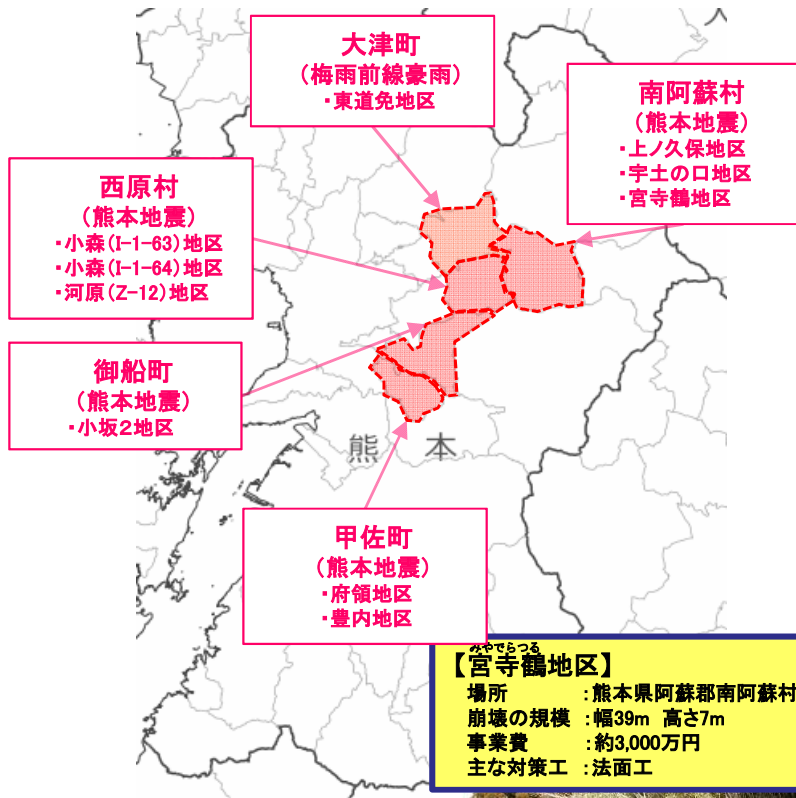 大津町
（梅雨前線豪雨）
・東道免地区
南阿蘇村
（熊本地震）
・上ノ久保地区
・宇土の口地区
・宮寺鶴地区
西原村
（熊本地震）
・小森（I-1-63）地区
・小森（I-1-64）地区
・河原（Z-12）地区
御船町
（熊本地震）
・小坂２地区
熊本
甲佐町
（熊本地震）
・府領地区
・豊内地区
みやでらつる
【宮寺鶴地区】
場所　：熊本県阿蘇郡南阿蘇村
崩壊の規模　：幅39m 高さ7m
事業費　：約3,000万円
主な対策工　：法面工